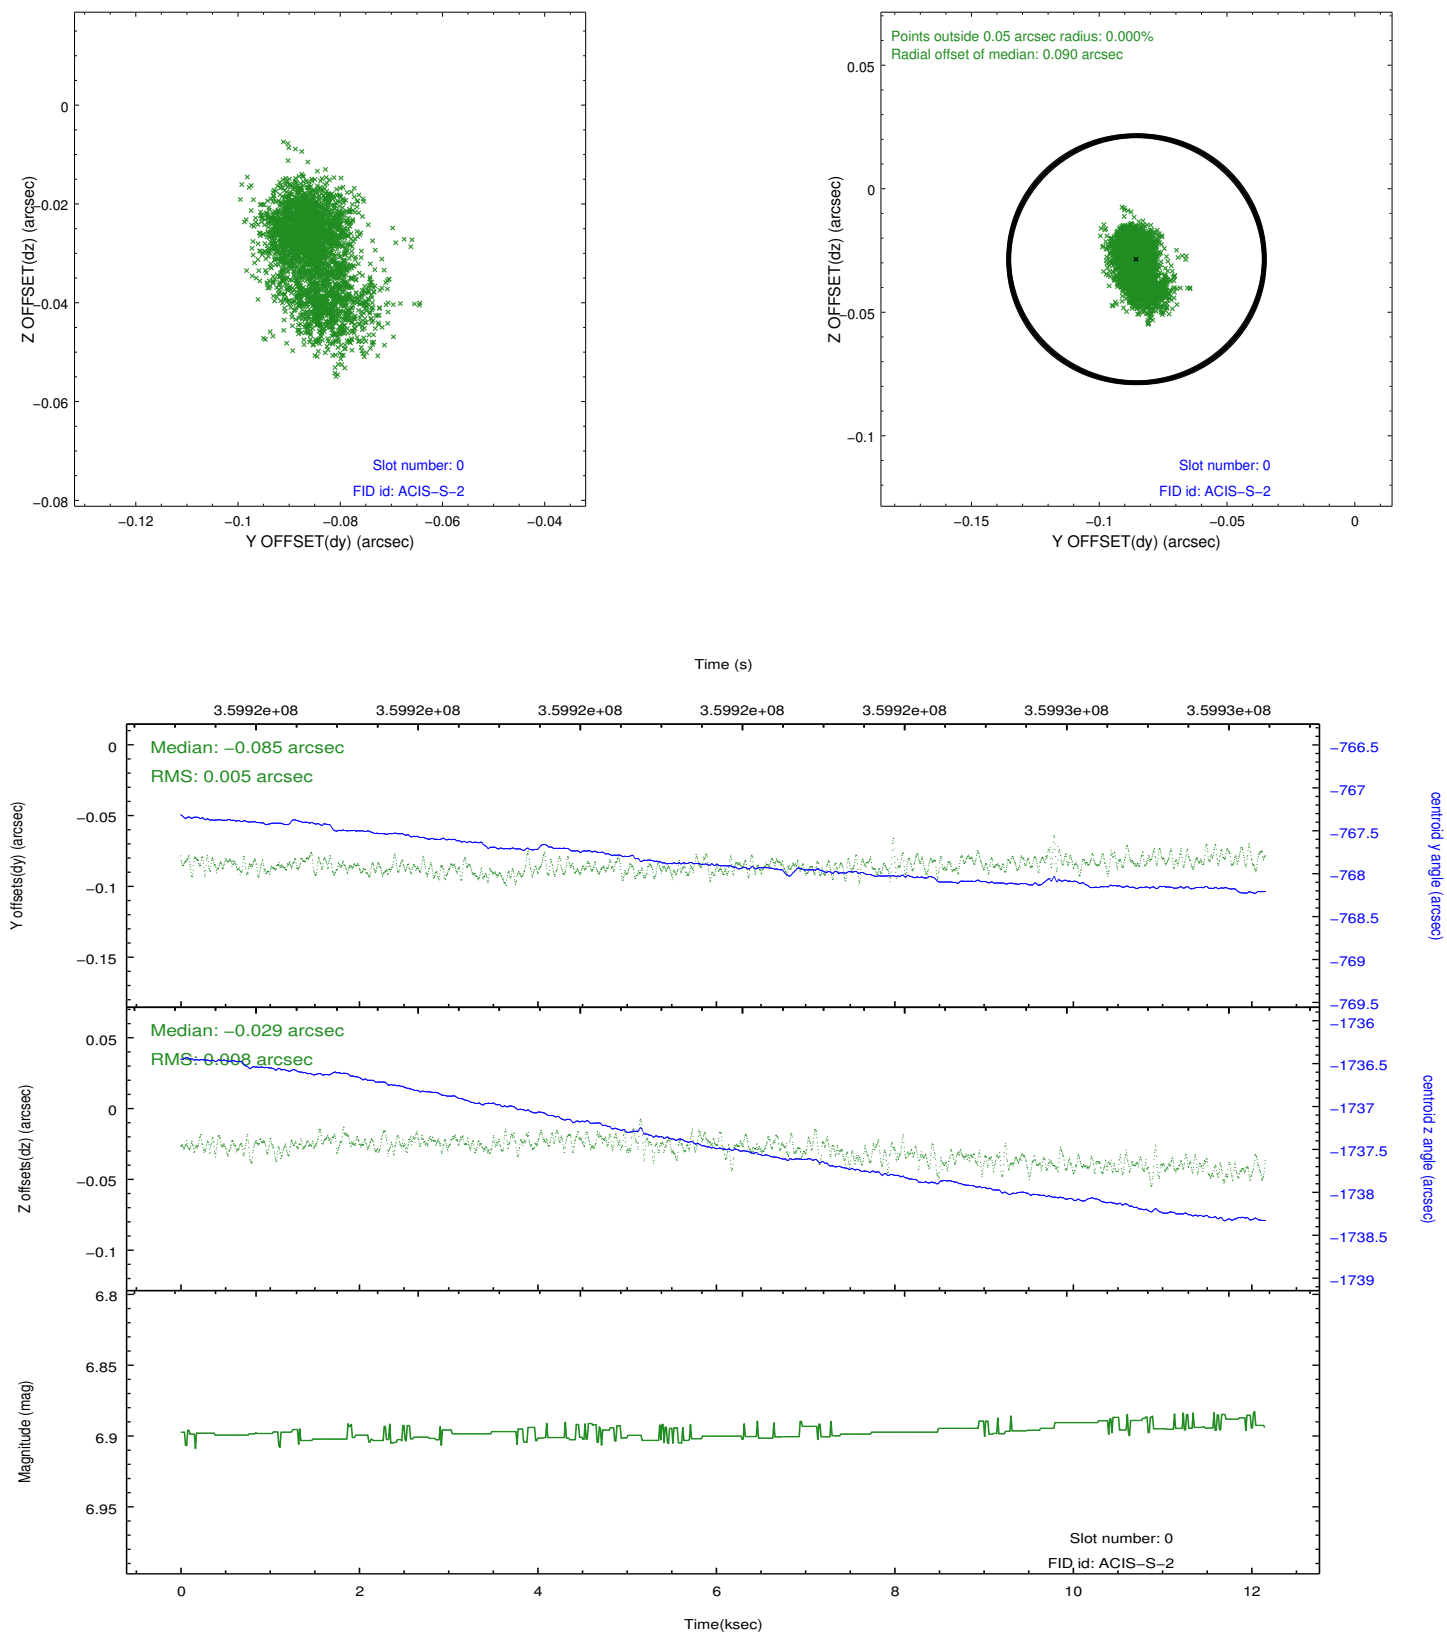 0
−0.02
−0.04
−0.06
−0.08
Z OFFSET(dz) (arcsec)
Slot number: 0
FID id: ACIS−S−2
−0.12 −0.1 −0.08 −0.06 −0.04
Y OFFSET(dy) (arcsec)
Points outside 0.05 arcsec radius: 0.000%
Radial offset of median: 0.090 arcsec
0.05
0
−0.05
−0.1
Z OFFSET(dz) (arcsec)
Slot number: 0
FID id: ACIS−S−2
−0.15 −0.1 −0.05 0
Y OFFSET(dy) (arcsec)
Time (s)
3.5992e+08 3.5992e+08 3.5992e+08 3.5992e+08 3.5992e+08 3.5993e+08 3.5993e+08
Median: −0.085 arcsec
RMS: 0.005 arcsec
0
−0.05
−0.1
−0.15
Y offsets(dy) (arcsec)
−766.5
−767
−767.5
−768
−768.5
−769
−769.5
centroid y angle (arcsec)
Median: −0.029 arcsec
RMS: 0.008 arcsec
0.05
0
−0.05
−0.1
Z offsets(dz) (arcsec)
−1736
−1736.5
−1737
−1737.5
−1738
−1738.5
−1739
centroid z angle (arcsec)
6.8
6.85
6.9
6.95
Magnitude (mag)
Slot number: 0
FID id: ACIS−S−2
0 2 4 6 8 10 12
Time(ksec)